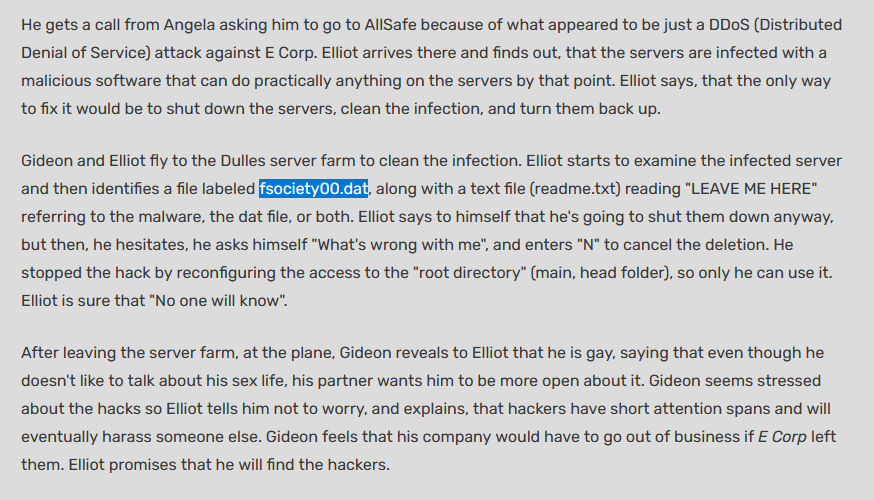 He gets a call from Angela asking him to go to AllSafe because of what appeared to be just a DDoS (Distributed
Denial of Service) attack against E Corp. Elliot arrives there and finds out, that the servers are infected with a
malicious software that can do practically anything on the servers by that point. Elliot says, that the only way
to fix it would be to shut down the servers, clean the infection, and turn them back up.
Gideon and Elliot fly to the Dulles server farm to clean the infection. Elliot starts to examine the infected server
and then identifies a file labeled fsociety00.dat, along with a text file (readme.txt) reading "LEAVE ME HERE"
referring to the malware, the dat file, or both. Elliot says to himself that he's going to shut them down anyway,
but then, he hesitates, he asks himself "What's wrong with me", and enters "N" to cancel the deletion. He
stopped the hack by reconfiguring the access to the "root directory" (main, head folder), so only he can use it.
Elliot is sure that "No one will know".
After leaving the server farm, at the plane, Gideon reveals to Elliot that he is gay, saying that even though he
doesn't like to talk about his sex life, his partner wants him to be more open about it. Gideon seems stressed
about the hacks so Elliot tells him not to worry, and explains, that hackers have short attention spans and will
eventually harass someone else. Gideon feels that his company would have to go out of business if E Corp left
them. Elliot promises that he will find the hackers.